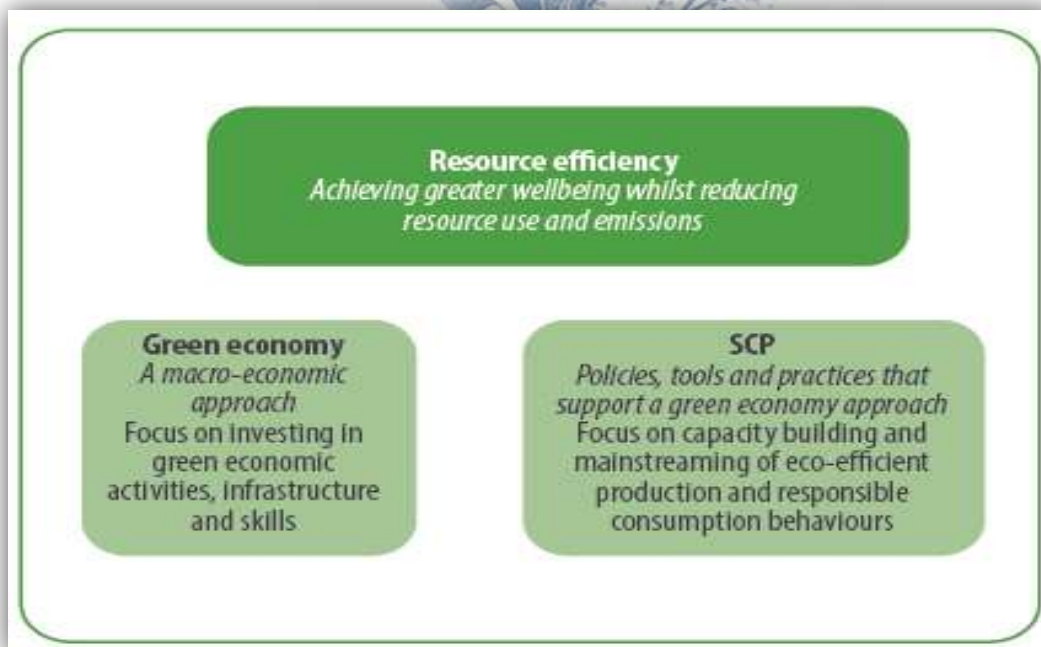 Resource efficiency
Achieving greater wellbeing whilst reducing
resource use and emissions
Green economy
A macro-economic
approach
Focus on investing in
green economic
activities, infrastructure
and skills
SCP
Policies, tools and practices that
support a green economy approach
Focus on capacity building and
mainstreaming of eco-efficient
production and responsible
consumption behaviours